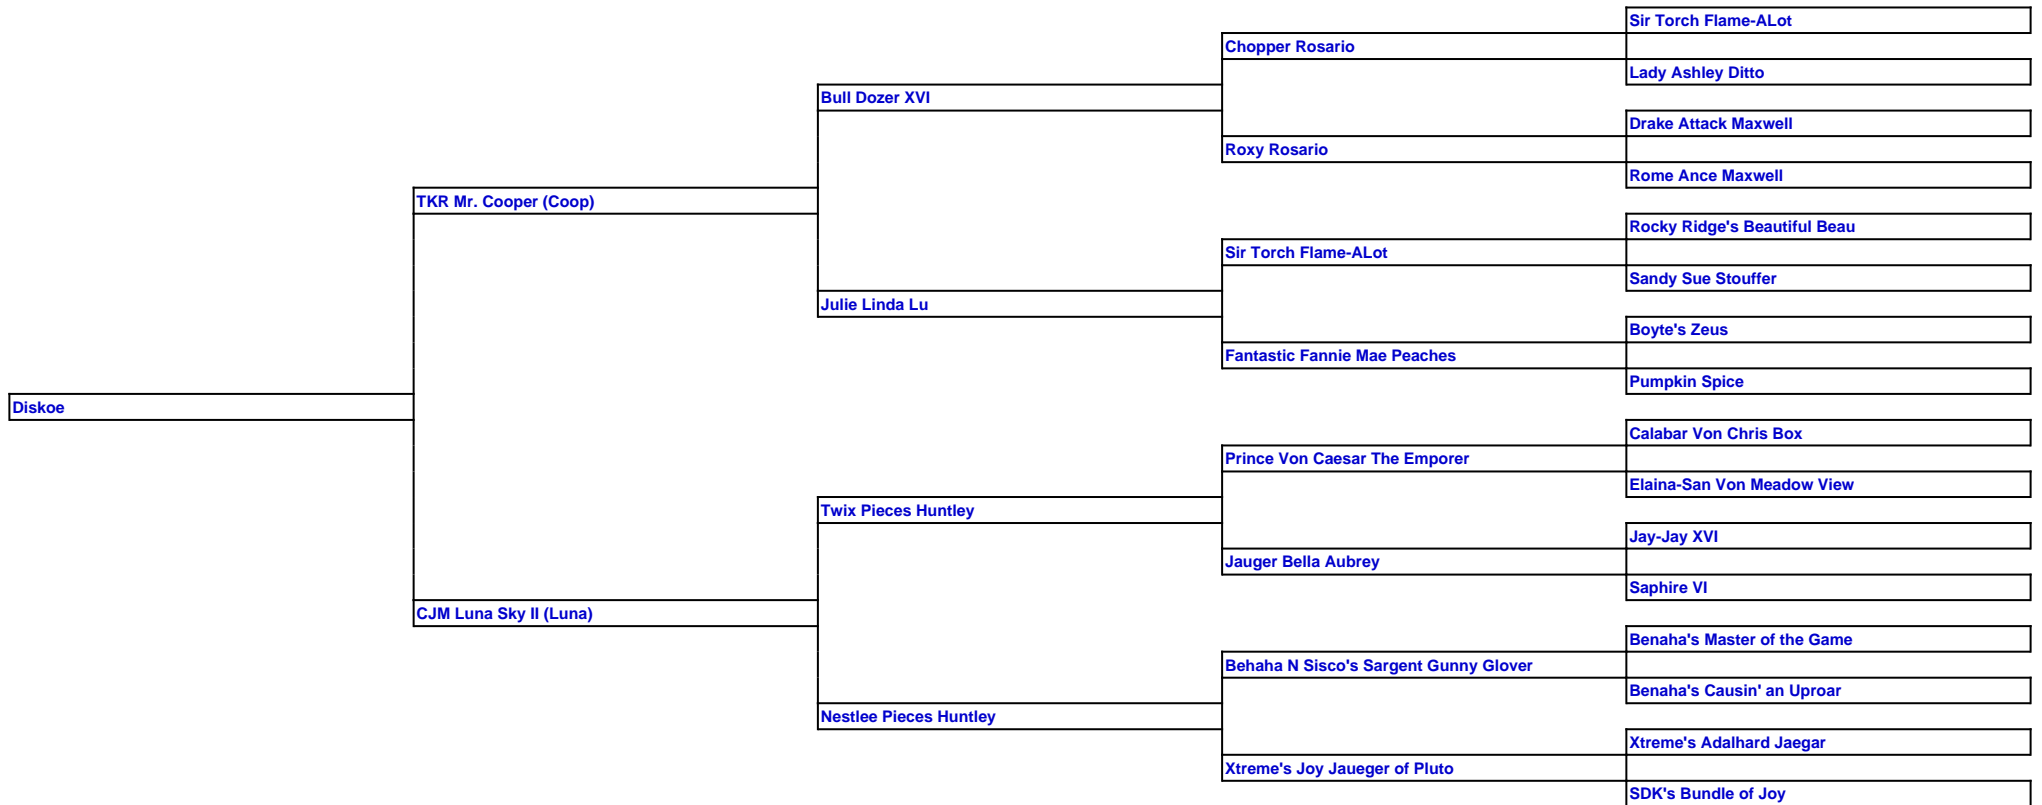 Sir Torch Flame-ALot
Chopper Rosario
Lady Ashley Ditto
Bull Dozer XVI
Drake Attack Maxwell
Roxy Rosario
Rome Ance Maxwell
TKR Mr. Cooper (Coop)
Rocky Ridge's Beautiful Beau
Sir Torch Flame-ALot
Sandy Sue Stouffer
Julie Linda Lu
Boyte's Zeus
Fantastic Fannie Mae Peaches
Pumpkin Spice
Diskoe
Calabar Von Chris Box
Prince Von Caesar The Emporer
Elaina-San Von Meadow View
Twix Pieces Huntley
Jay-Jay XVI
Jauger Bella Aubrey
Saphire VI
CJM Luna Sky II (Luna)
Benaha's Master of the Game
Behaha N Sisco's Sargent Gunny Glover
Benaha's Causin' an Uproar
Nestlee Pieces Huntley
Xtreme's Adalhard Jaegar
Xtreme's Joy Jaueger of Pluto
SDK's Bundle of Joy